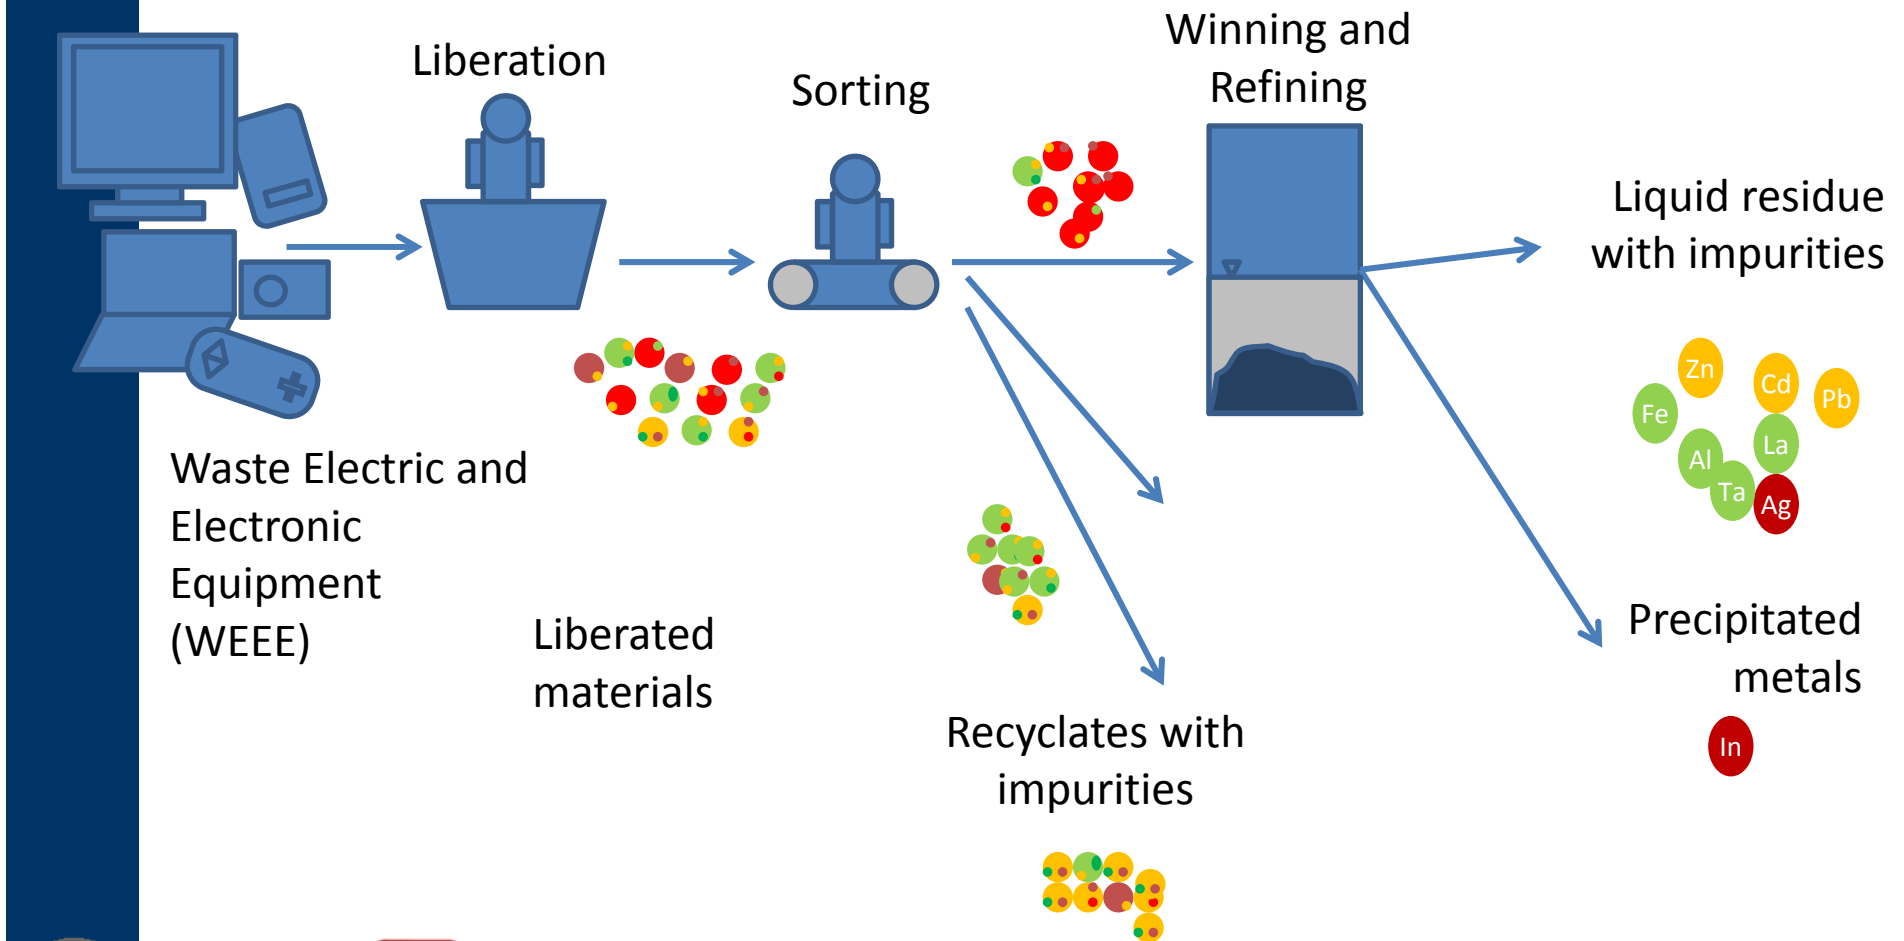 Liberation
Sorting
Winning and
Refining
Liquid residue
with impurities
Zn
Cd
Pb
Fe
La
Al
Ta
Ag
Waste Electric and
Electronic
Equipment
(WEEE)
Liberated
materials
Recyclates with
impurities
Precipitated
metals
In